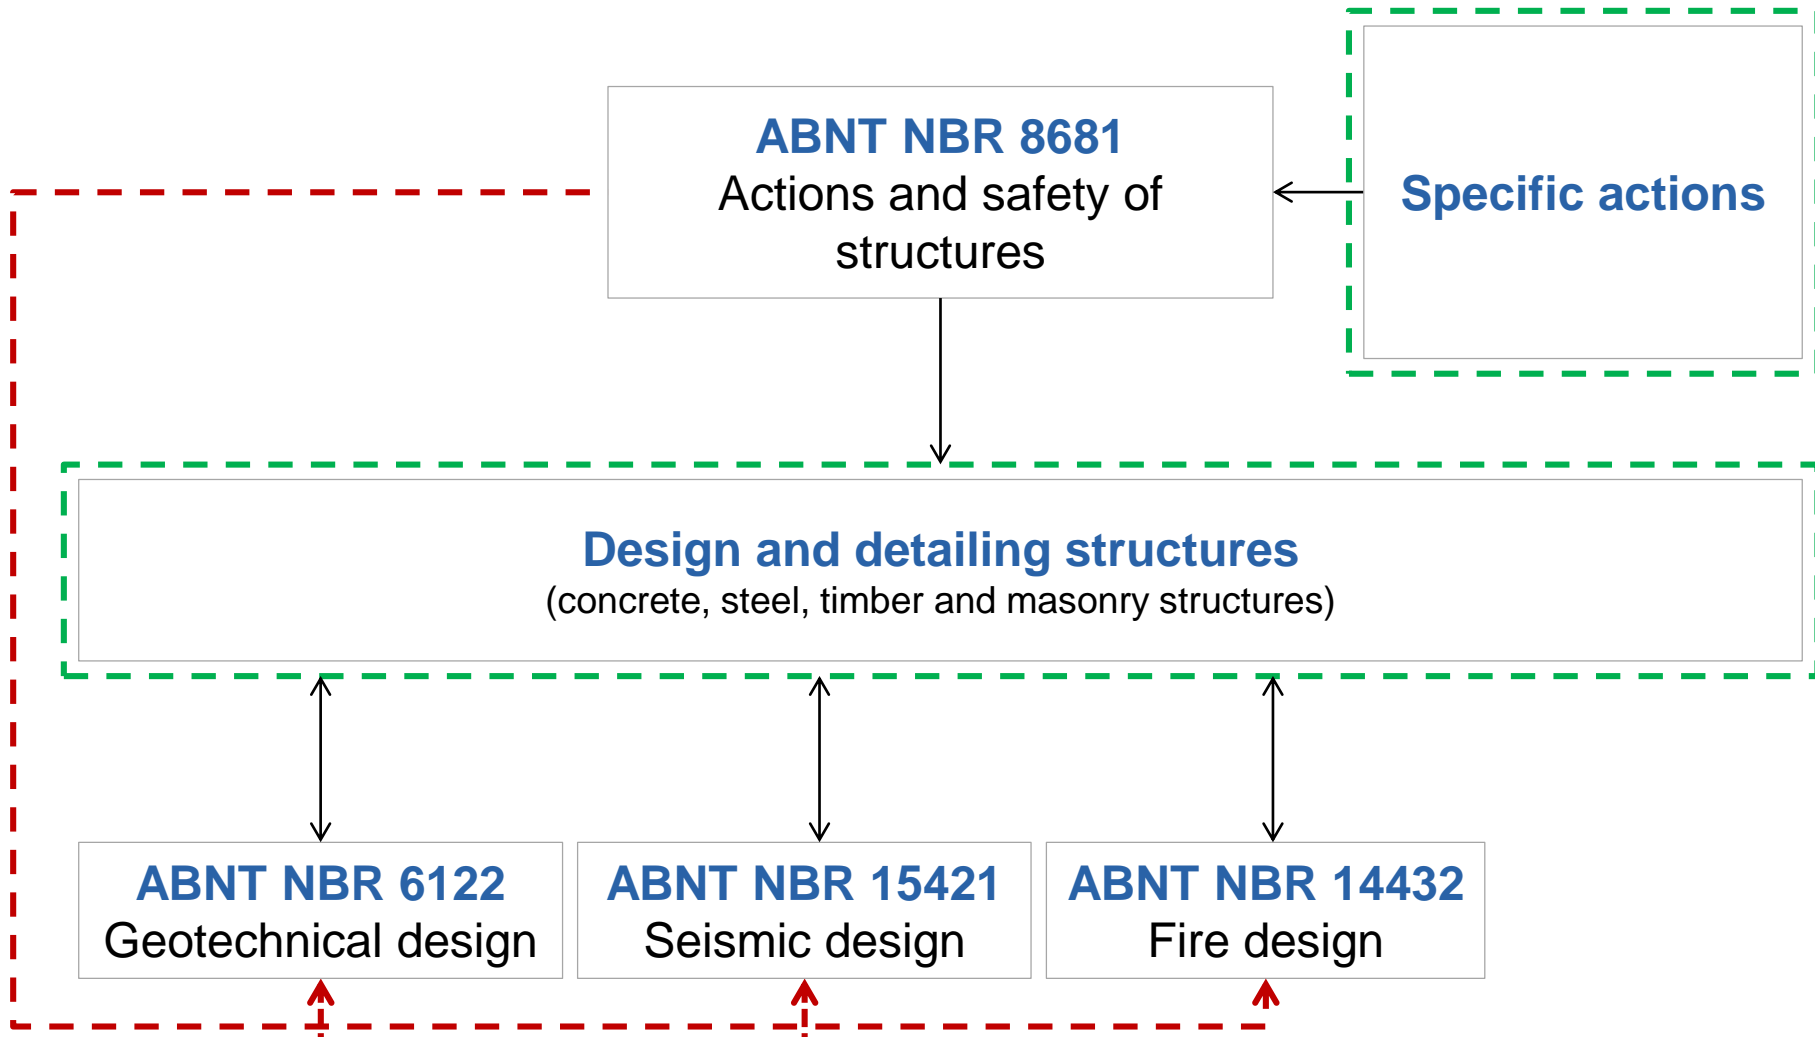 ABNT NBR 8681
Actions and safety of
structures
Specific actions
Design and detailing structures
(concrete, steel, timber and masonry structures)
ABNT NBR 6122
Geotechnical design
ABNT NBR 15421
Seismic design
ABNT NBR 14432
Fire design